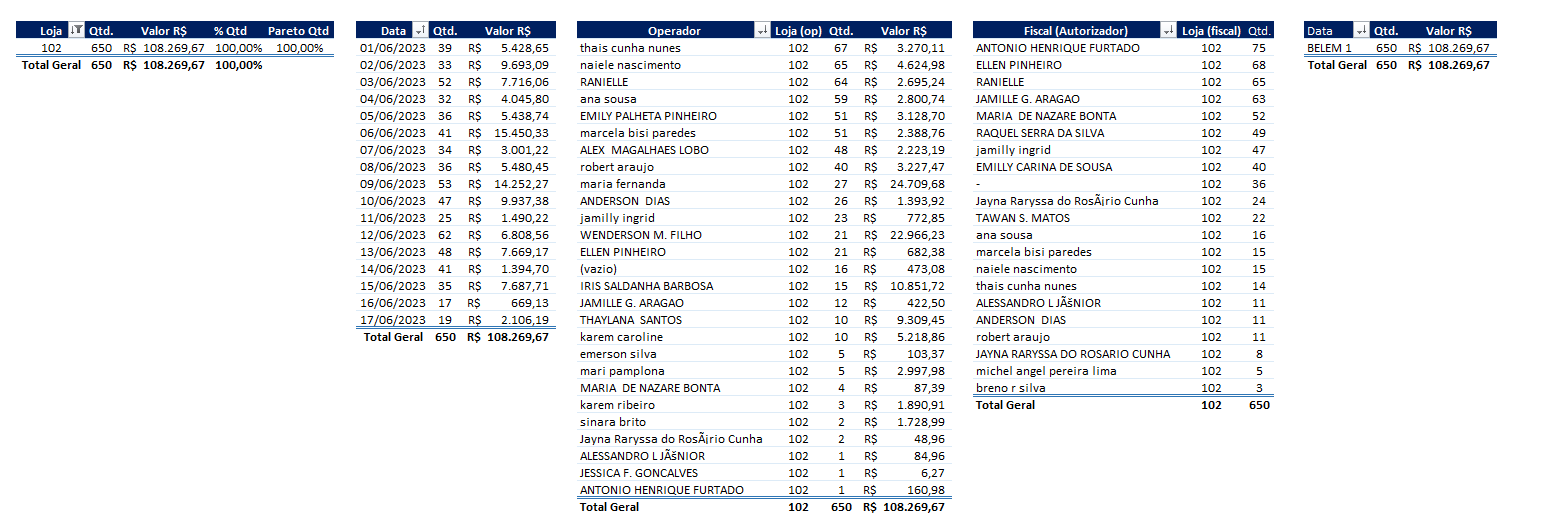 Loja Qtd. Valor R$ % Qtd Pareto Qtd
102 650 R$ 108.269,67 100,00% 100,00%
Total Geral 650 R$ 108.269,67 100,00%
Data Qtd. Valor R$
01/06/2023 39 R$ 5.428,65
02/06/2023 33 R$ 9.693,09
03/06/2023 52 R$ 7.716,06
04/06/2023 32 R$ 4.045,80
05/06/2023 36 R$ 5.438,74
06/06/2023 41 R$ 15.450,33
07/06/2023 34 R$ 3.001,22
08/06/2023 36 R$ 5.480,45
09/06/2023 53 R$ 14.252,27
10/06/2023 47 R$ 9.937,38
11/06/2023 25 R$ 1.490,22
12/06/2023 62 R$ 6.808,56
13/06/2023 48 R$ 7.669,17
14/06/2023 41 R$ 1.394,70
15/06/2023 35 R$ 7.687,71
16/06/2023 17 R$ 669,13
17/06/2023 19 R$ 2.106,19
Total Geral 650 R$ 108.269,67
Operador Loja (op) Qtd. Valor R$
thais cunha nunes 102 67 R$ 3.270,11
naiele nascimento 102 65 R$ 4.624,98
RANIELLE 102 64 R$ 2.695,24
ana sousa 102 59 R$ 2.800,74
EMILY PALHETA PINHEIRO 102 51 R$ 3.128,70
marcela bisi paredes 102 51 R$ 2.388,76
ALEX  MAGALHAES LOBO 102 48 R$ 2.223,19
robert araujo 102 40 R$ 3.227,47
maria fernanda 102 27 R$ 24.709,68
ANDERSON  DIAS 102 26 R$ 1.393,92
jamilly ingrid 102 23 R$ 772,85
WENDERSON M. FILHO 102 21 R$ 22.966,23
ELLEN PINHEIRO 102 21 R$ 682,38
(vazio) 102 16 R$ 473,08
IRIS SALDANHA BARBOSA 102 15 R$ 10.851,72
JAMILLE G. ARAGAO 102 12 R$ 422,50
THAYLANA  SANTOS 102 10 R$ 9.309,45
karem caroline 102 10 R$ 5.218,86
emerson silva 102 5 R$ 103,37
mari pamplona 102 5 R$ 2.997,98
MARIA  DE NAZARE BONTA 102 4 R$ 87,39
karem ribeiro 102 3 R$ 1.890,91
sinara brito 102 2 R$ 1.728,99
Jayna Raryssa do RosÃ¡rio Cunha 102 2 R$ 48,96
ALESSANDRO L JÃšNIOR 102 1 R$ 84,96
JESSICA F. GONCALVES 102 1 R$ 6,27
ANTONIO HENRIQUE FURTADO 102 1 R$ 160,98
Total Geral 102 650 R$ 108.269,67
Fiscal (Autorizador) Loja (fiscal) Qtd.
ANTONIO HENRIQUE FURTADO 102 75
ELLEN PINHEIRO 102 68
RANIELLE 102 65
JAMILLE G. ARAGAO 102 63
MARIA  DE NAZARE BONTA 102 52
RAQUEL SERRA DA SILVA 102 49
jamilly ingrid 102 47
EMILLY CARINA DE SOUSA 102 40
- 102 36
Jayna Raryssa do RosÃ¡rio Cunha 102 24
TAWAN S. MATOS 102 22
ana sousa 102 16
marcela bisi paredes 102 15
naiele nascimento 102 15
thais cunha nunes 102 14
ALESSANDRO L JÃšNIOR 102 11
ANDERSON  DIAS 102 11
robert araujo 102 11
JAYNA RARYSSA DO ROSARIO CUNHA 102 8
michel angel pereira lima 102 5
breno r silva 102 3
Total Geral 102 650
Data Qtd. Valor R$
BELEM 1 650 R$ 108.269,67
Total Geral 650 R$ 108.269,67